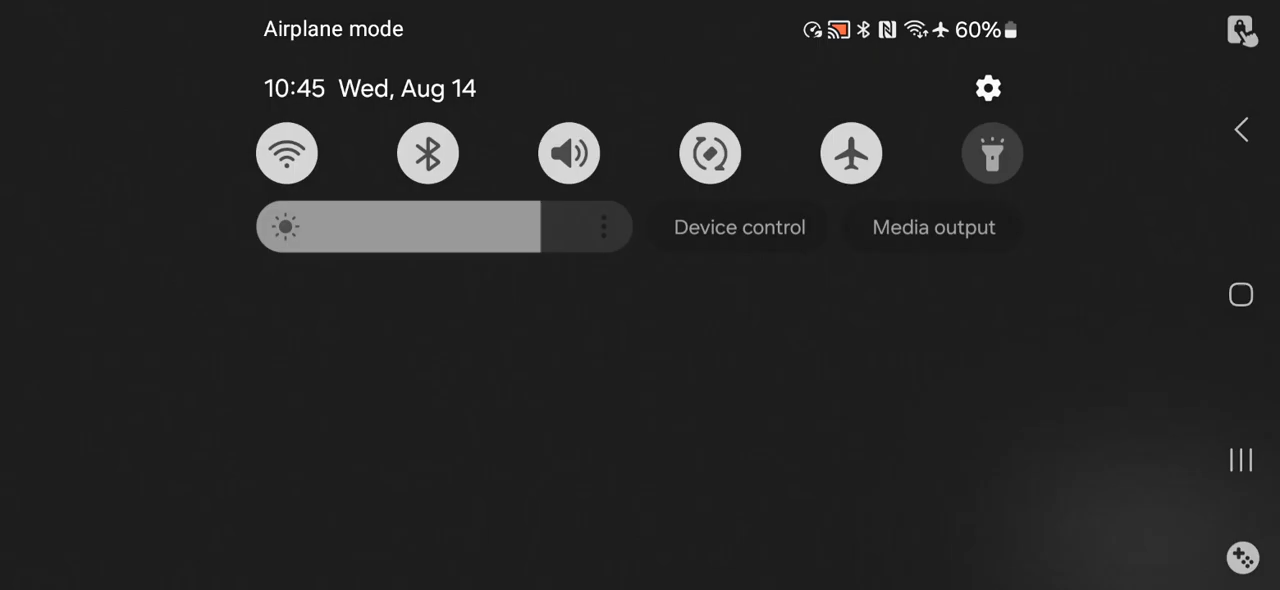 Airplane mode
60%
10:45 Wed, Aug 14
Device control
Media output